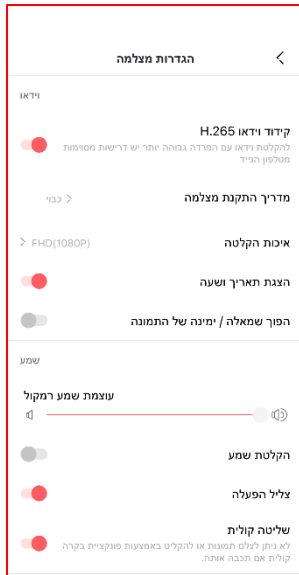 הגדרות מצלמה
וידאו
קידוד וידאו H.265
להקלטת וידאו עם הפרדה גבוהה יותר יש דרישות מסוימות
מטלפון הנייד
מדריך התקנת מצלמה
כבוי
איכות הקלטה
FHD(1080P)
הצגת תאריך ושעה
הפוך שמאלה / ימינה של התמונה
שמע
עוצמת שמע רמקול
הקלטת שמע
צליל הפעלה
שליטה קולית
לא ניתן לצלם תמונות או להקליט באמצעות פונקציית בקרה
קולית אם תכבה אותה.